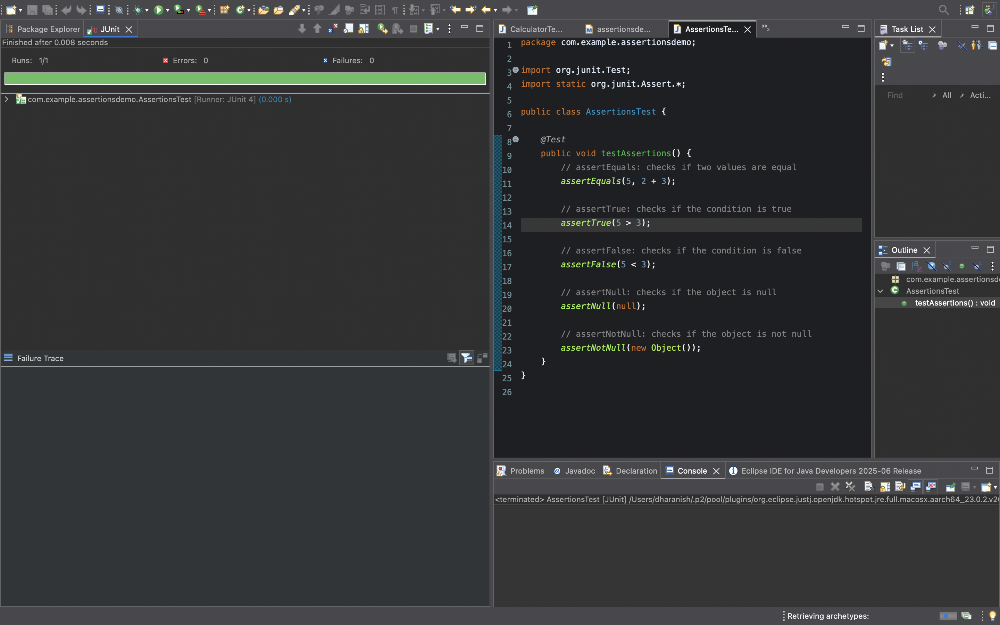 Package Explorer
JUnit
Finished after 0.008 seconds
Runs: 1/1
Errors: 0
Failures: 0
com.example.assertionsdemo.AssertionsTest [Runner: JUnit 4] (0.000 s)
Failure Trace
CalculatorTe...
assertionsde...
AssertionsTe...
»3
1 package com.example.assertionsdemo;
2
3 import org.junit.Test;
4 import static org.junit.Assert.*;
5
6 public class AssertionsTest {
7
8     @Test
9     public void testAssertions() {
10         // assertEquals: checks if two values are equal
11         assertEquals(5, 2 + 3);
12
13         // assertTrue: checks if the condition is true
14         assertTrue(5 > 3);
15
16         // assertFalse: checks if the condition is false
17         assertFalse(5 < 3);
18
19         // assertNull: checks if the object is null
20         assertNull(null);
21
22         // assertNotNull: checks if the object is not null
23         assertNotNull(new Object());
24     }
25 }
26
Task List
Find
All
Acti...
Outline
com.example.assertionsd
AssertionsTest
testAssertions() : void
Problems
Javadoc
Declaration
Console
Eclipse IDE for Java Developers 2025-06 Release
<terminated> AssertionsTest [JUnit] /Users/dharanish/.p2/pool/plugins/org.eclipse.justj.openjdk.hotspot.jre.full.macosx.aarch64_23.0.2.v20
Retrieving archetypes: